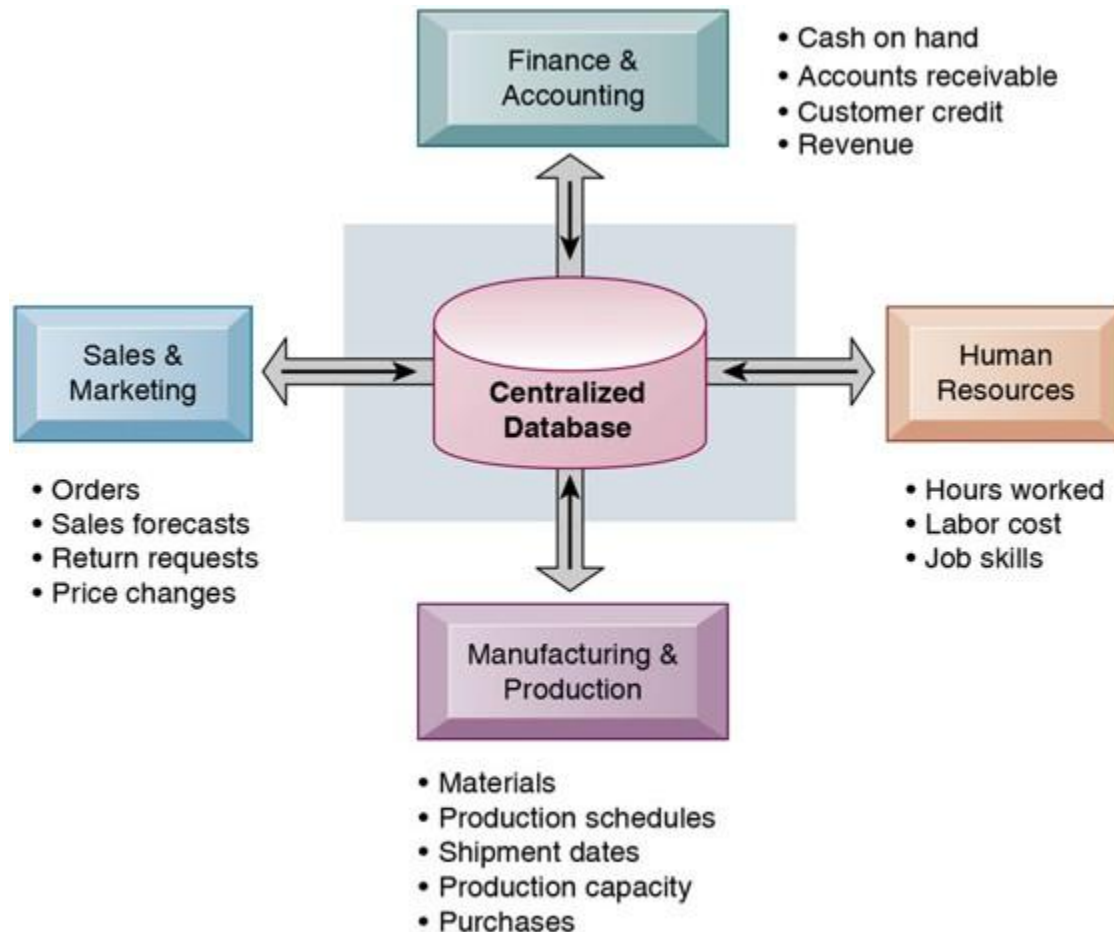 Finance &
Accounting
• Cash on hand
• Accounts receivable
• Customer credit
• Revenue
Sales &
Marketing
• Orders
• Sales forecasts
• Return requests
• Price changes
Centralized
Database
Human
Resources
• Hours worked
• Labor cost
• Job skills
Manufacturing &
Production
• Materials
• Production schedules
• Shipment dates
• Production capacity
• Purchases